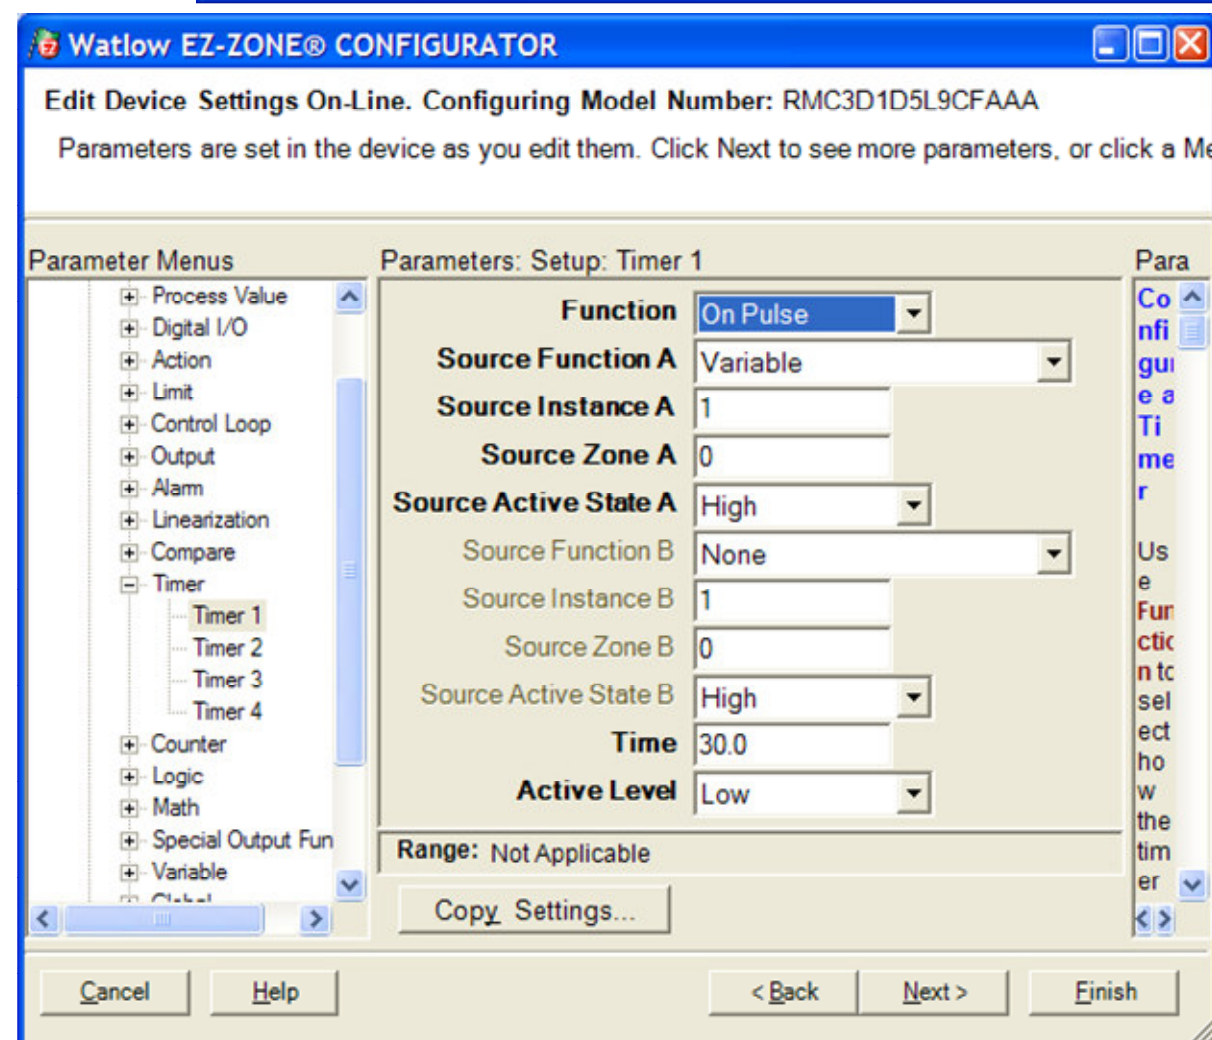 Watlow EZ-ZONE® CONFIGURATOR
Edit Device Settings On-Line. Configuring Model Number: RMC3D1D5L9CFAAA
Parameters are set in the device as you edit them. Click Next to see more parameters, or click a Me
Parameter Menus
Process Value
Digital I/O
Action
Limit
Control Loop
Output
Alarm
Linearization
Compare
Timer
Timer 1
Timer 2
Timer 3
Timer 4
Counter
Logic
Math
Special Output Fun
Variable
Parameters: Setup: Timer 1
Function On Pulse
Source Function A Variable
Source Instance A 1
Source Zone A 0
Source Active State A High
Source Function B None
Source Instance B 1
Source Zone B 0
Source Active State B High
Time 30.0
Active Level Low
Range: Not Applicable
Copy Settings...
Para
Co
nfi
gur
e a
Ti
me
r
Us
e
Fun
ctio
n to
sel
ect
ho
w
the
tim
er
Cancel
Help
< Back
Next >
Finish